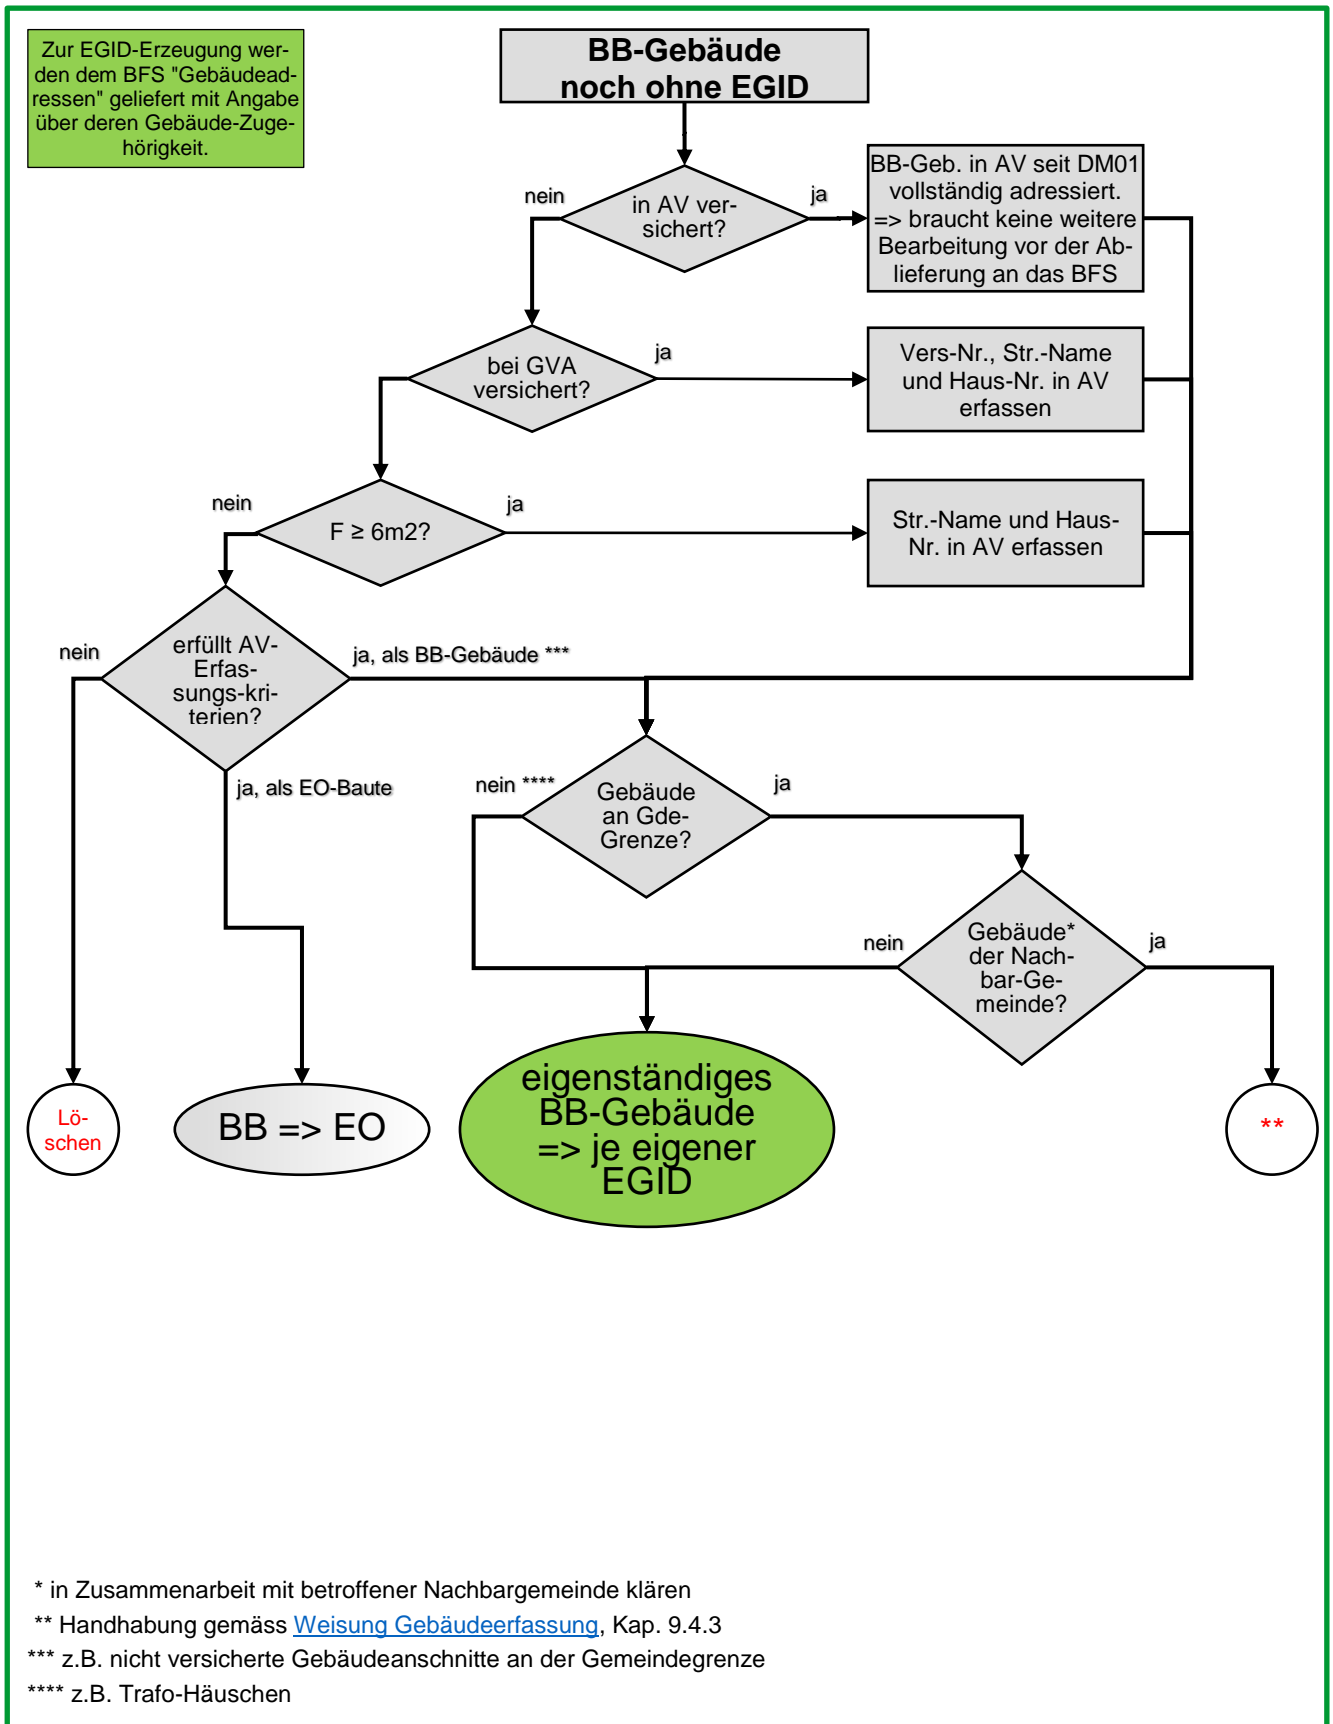 Zur EGID-Erzeugung wer-
den dem BFS "Gebäudead-
ressen" geliefert mit Angabe
über deren Gebäude-Zuge-
hörigkeit.
BB-Gebäude
noch ohne EGID
nein
in AV ver-
sichert?
ja
BB-Geb. in AV seit DM01
vollständig adressiert.
=> braucht keine weitere
Bearbeitung vor der Ab-
lieferung an das BFS
bei GVA
versichert?
ja
Vers-Nr., Str.-Name
und Haus-Nr. in AV
erfassen
nein
F ≥ 6m2?
ja
Str.-Name und Haus-
Nr. in AV erfassen
nein
erfüllt AV-
Erfas-
sungs-kri-
terien?
ja, als BB-Gebäude ***
ja, als EO-Baute
nein ****
Gebäude
an Gde-
Grenze?
ja
nein
Gebäude*
der Nach-
bar-Ge-
meinde?
ja
Lö-
schen
BB => EO
eigenständiges
BB-Gebäude
=> je eigener
EGID
**
* in Zusammenarbeit mit betroffener Nachbargemeinde klären
** Handhabung gemäss Weisung Gebäudeerfassung, Kap. 9.4.3
*** z.B. nicht versicherte Gebäudeanschnitte an der Gemeindegrenze
**** z.B. Trafo-Häuschen